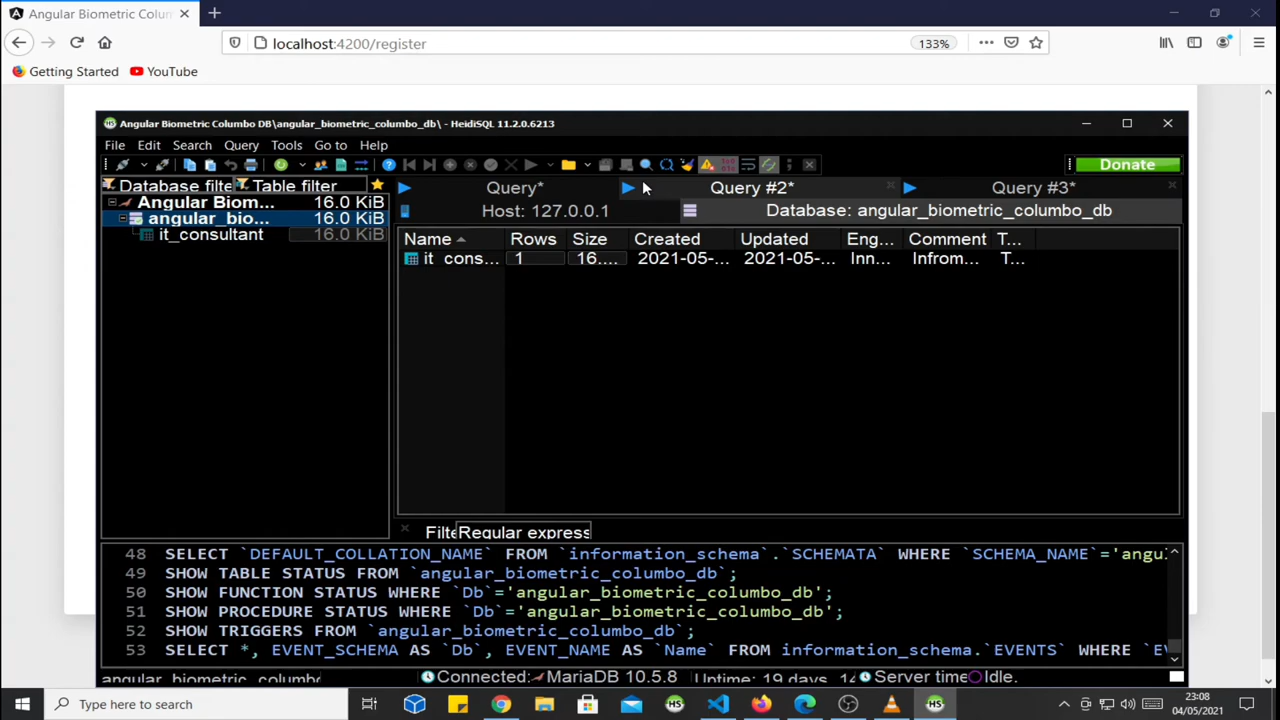 Angular Biometric Colum
localhost:4200/register
133%
Getting Started
YouTube
Angular Biometric Columbo DB\angular_biometric_columbo_db\ - HeidiSQL 11.2.0.6213
File Edit Search Query Tools Go to Help
Donate
Database filte Table filter
Query* Query #2* Query #3*
Angular Biom... 16.0 KiB
Host: 127.0.0.1 Database: angular_biometric_columbo_db
angular_bio... 16.0 KiB
it_consultant 16.0 KiB
Name Rows Size Created Updated Eng... Comment T...
it_cons... 1 16.... 2021-05-... 2021-05-... Inn... Infrom... T...
Filte Regular express
48 SELECT `DEFAULT_COLLATION_NAME` FROM `information_schema`.`SCHEMATA` WHERE `SCHEMA_NAME`='angu
49 SHOW TABLE STATUS FROM `angular_biometric_columbo_db`;
50 SHOW FUNCTION STATUS WHERE `Db`='angular_biometric_columbo_db';
51 SHOW PROCEDURE STATUS WHERE `Db`='angular_biometric_columbo_db';
52 SHOW TRIGGERS FROM `angular_biometric_columbo_db`;
53 SELECT *, EVENT_SCHEMA AS `Db`, EVENT_NAME AS `Name` FROM information_schema.`EVENTS` WHERE `EV
angular_biometric_columbo Connected: MariaDB 10.5.8 Uptime: 19 days, Server time Idle.
Type here to search
23:08
04/05/2021